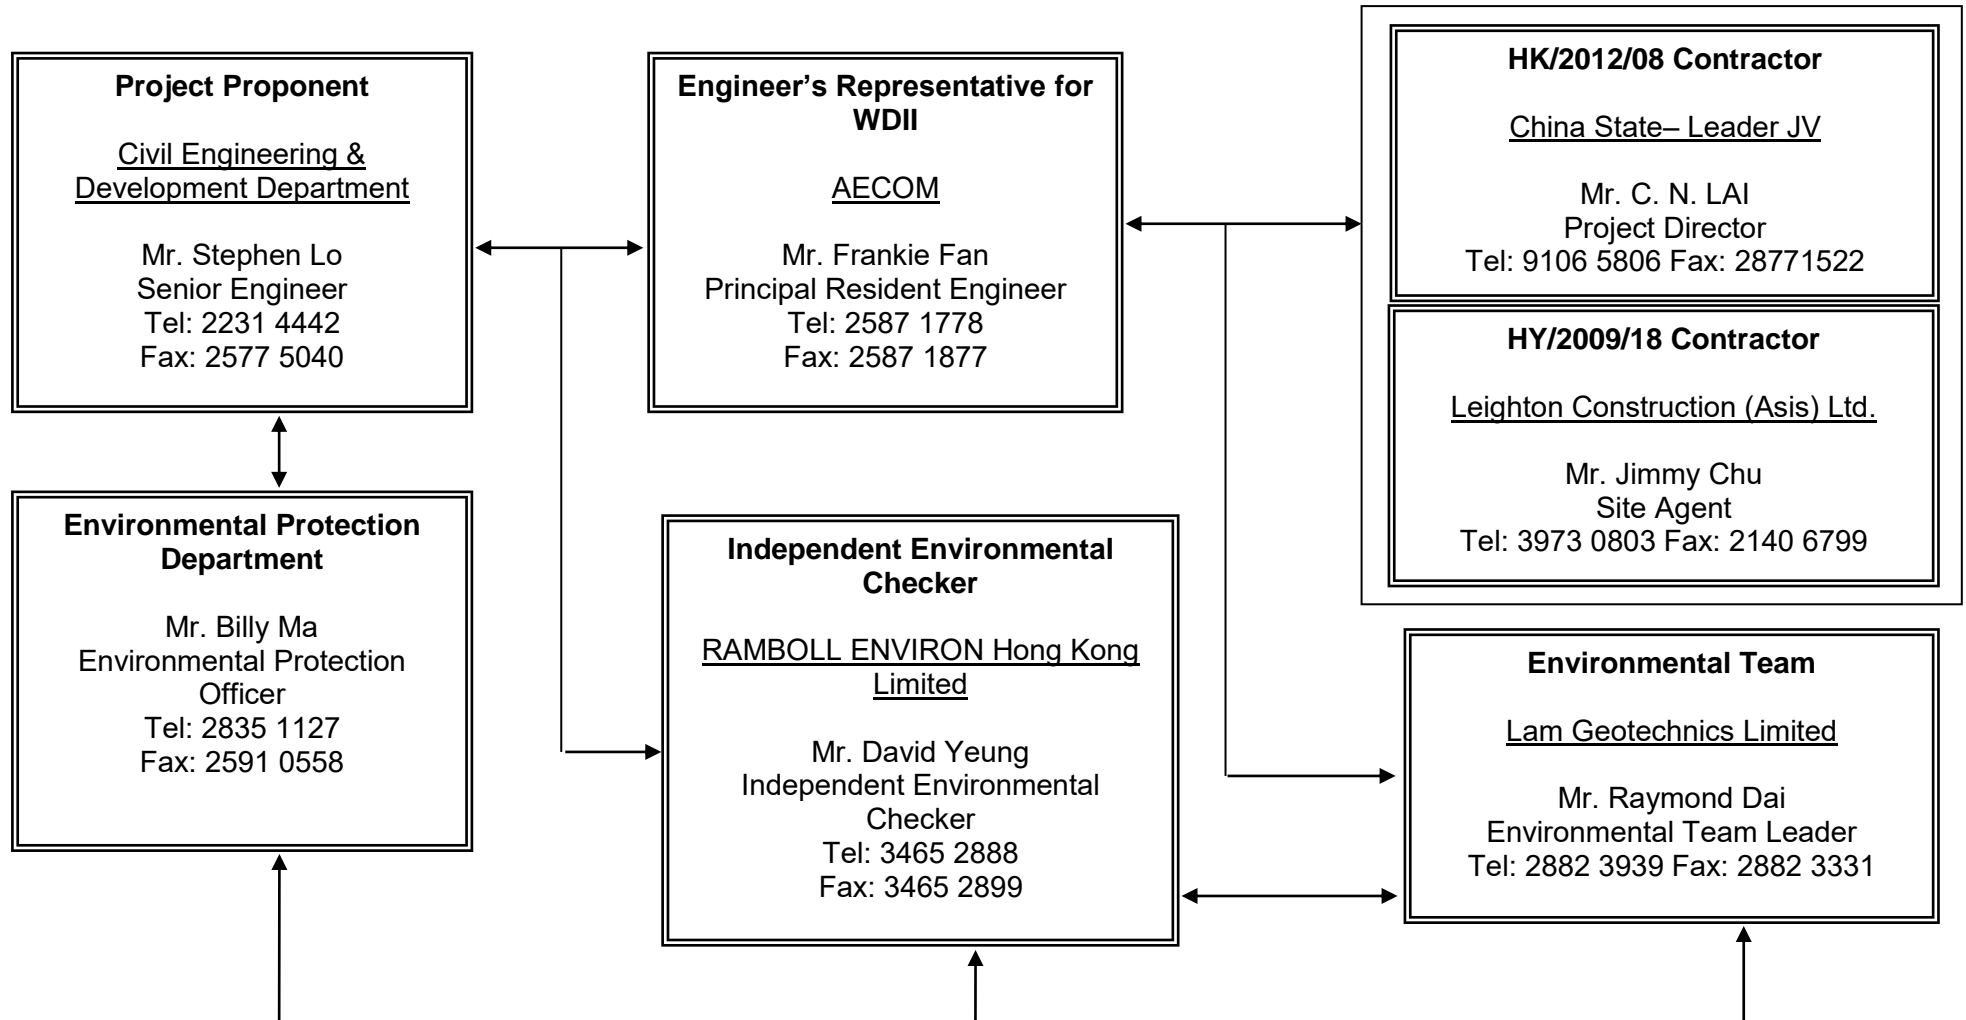 Project Proponent
Civil Engineering &
Development Department
Mr. Stephen Lo
Senior Engineer
Tel: 2231 4442
Fax: 2577 5040
Engineer’s Representative for
WDII
AECOM
Mr. Frankie Fan
Principal Resident Engineer
Tel: 2587 1778
Fax: 2587 1877
HK/2012/08 Contractor
China State– Leader JV
Mr. C. N. LAI
Project Director
Tel: 9106 5806 Fax: 28771522
HY/2009/18 Contractor
Leighton Construction (Asis) Ltd.
Mr. Jimmy Chu
Site Agent
Tel: 3973 0803 Fax: 2140 6799
Environmental Protection
Department
Mr. Billy Ma
Environmental Protection
Officer
Tel: 2835 1127
Fax: 2591 0558
Independent Environmental
Checker
RAMBOLL ENVIRON Hong Kong
Limited
Mr. David Yeung
Independent Environmental
Checker
Tel: 3465 2888
Fax: 3465 2899
Environmental Team
Lam Geotechnics Limited
Mr. Raymond Dai
Environmental Team Leader
Tel: 2882 3939 Fax: 2882 3331